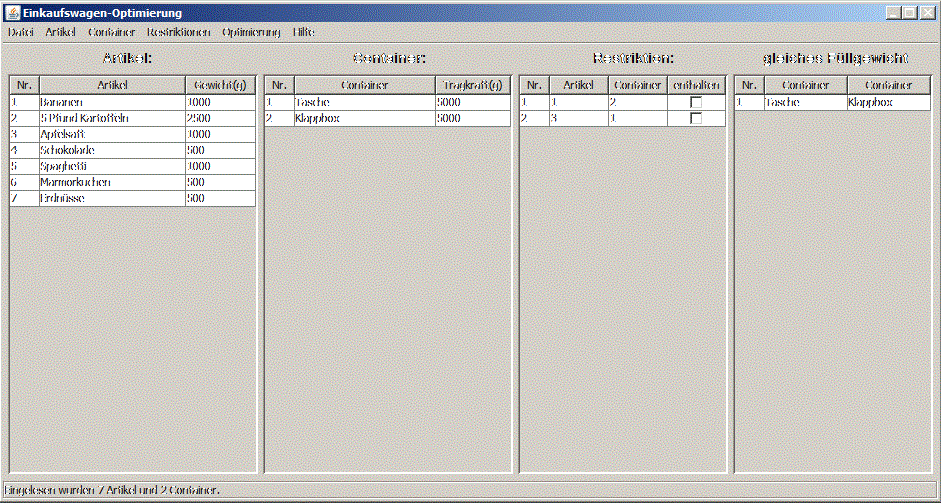 Einkaufswagen-Optimierung
Datei Artikel Container Restriktionen Optimierung Hilfe
Artikel: Container: Restriktion: gleiches Füllgewicht
Nr. Artikel Gewicht(g) Nr. Container Tragkraft(g) Nr. Artikel Container enthalten Nr. Container Container
1 Bananen 1000 1 Tasche 5000 1 1 2 1 Tasche Klappbox
2 5 Pfund Kartoffeln 2500 2 Klappbox 5000 2 3 1
3 Apfelsaft 1000
4 Schokolade 500
5 Spaghetti 1000
6 Marmorkuchen 500
7 Erdnüsse 500
Eingelesen wurden 7 Artikel und 2 Container.